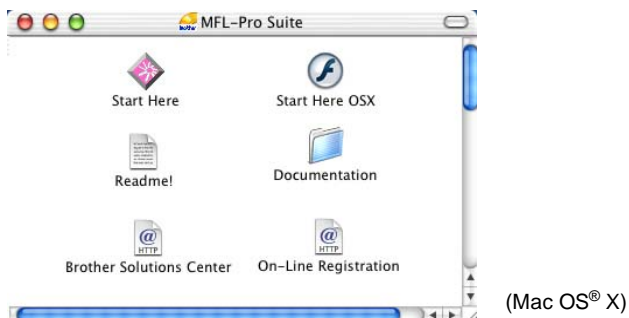 MFL-Pro Suite
Start Here
Start Here OSX
Readme!
Documentation
@
HTTP
Brother Solutions Center
@
HTTP
On-Line Registration
(Mac OS® X)